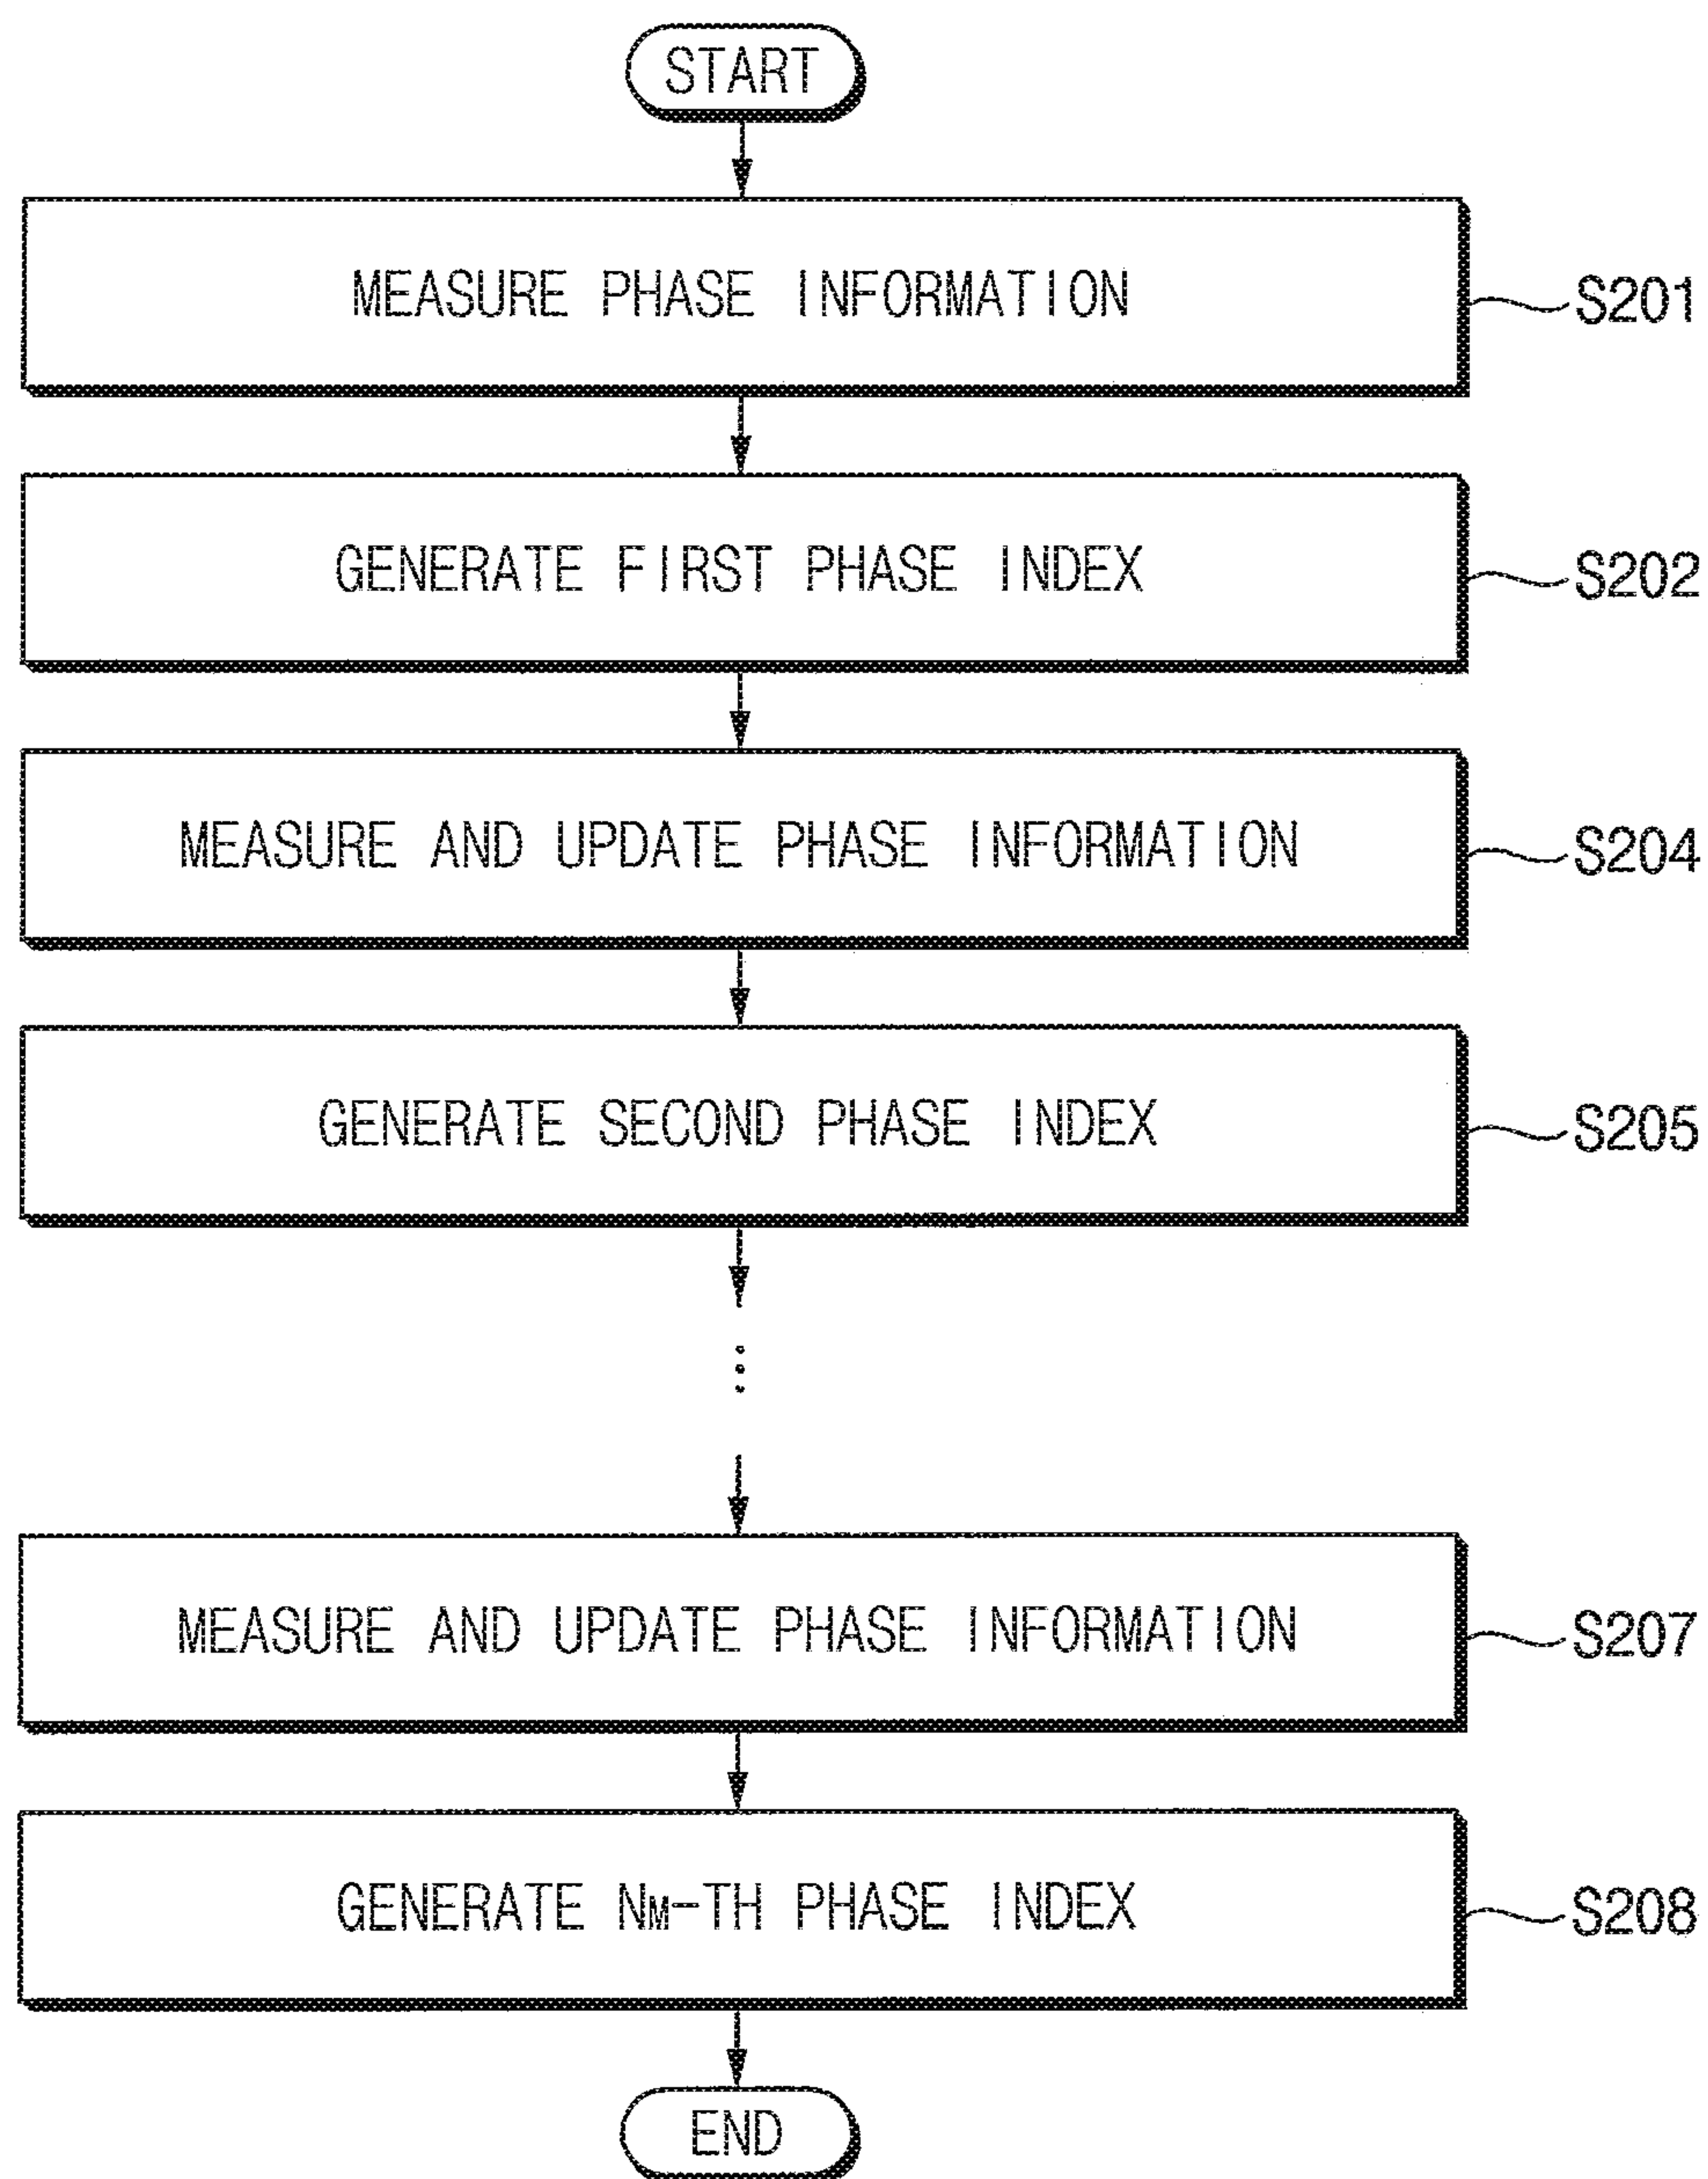 START
MEASURE PHASE INFORMATION
S201
GENERATE FIRST PHASE INDEX
S202
MEASURE AND UPDATE PHASE INFORMATION
S204
GENERATE SECOND PHASE INDEX
S205
MEASURE AND UPDATE PHASE INFORMATION
S207
GENERATE NM-TH PHASE INDEX
S208
END